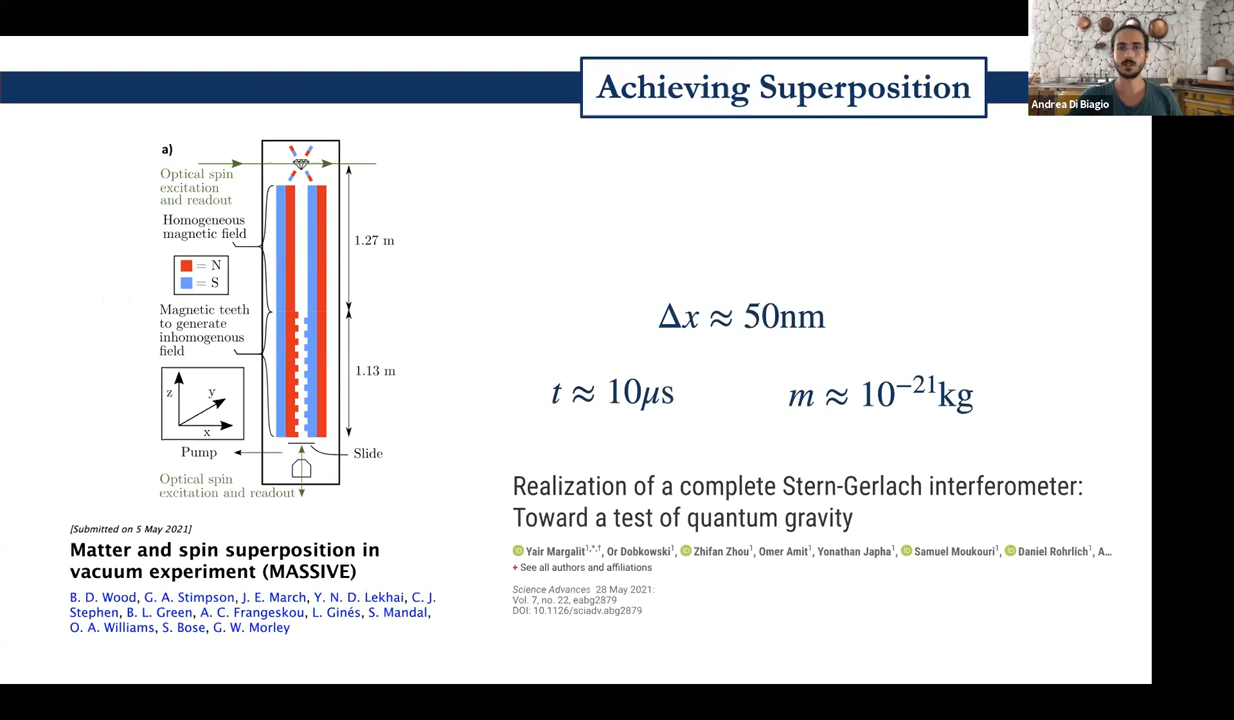 Achieving Superposition
Andrea Di Biagio
a)
Optical spin
excitation
and readout
Homogeneous
magnetic field
= N
= S
Magnetic teeth
to generate
inhomogenous
field
z
y
x
1.27 m
1.13 m
Pump
Slide
Optical spin
excitation and readout
[Submitted on 5 May 2021]
Matter and spin superposition in
vacuum experiment (MASSIVE)
B. D. Wood, G. A. Stimpson, J. E. March, Y. N. D. Lekhai, C. J.
Stephen, B. L. Green, A. C. Frangeskou, L. Ginés, S. Mandal,
O. A. Williams, S. Bose, G. W. Morley
Δx ≈ 50nm
t ≈ 10μs
m ≈ 10⁻²¹kg
Realization of a complete Stern-Gerlach interferometer:
Toward a test of quantum gravity
iD Yair Margalit¹,*,†, Or Dobkowski¹, iD Zhifan Zhou¹, Omer Amit¹, Yonathan Japha¹, iD Samuel Moukouri¹, iD Daniel Rohrlich¹, A...
+ See all authors and affiliations
Science Advances 28 May 2021:
Vol. 7, no. 22, eabg2879
DOI: 10.1126/sciadv.abg2879